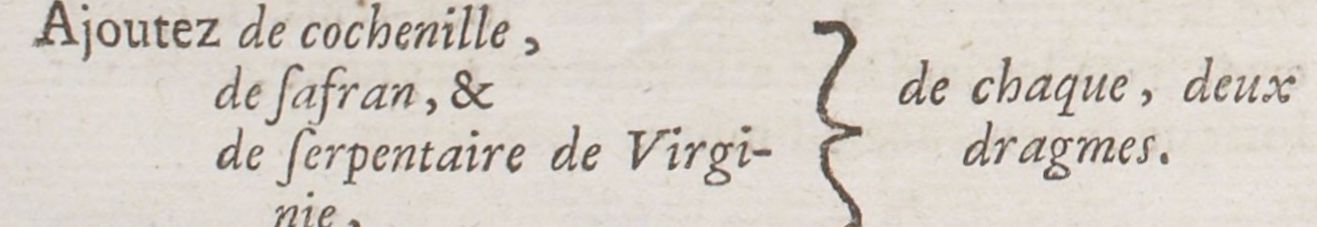 Ajoutez de cochenille,
de ſafran, &
de ſerpentaire de Virgi-
nie,
de chaque, deux
dragmes.